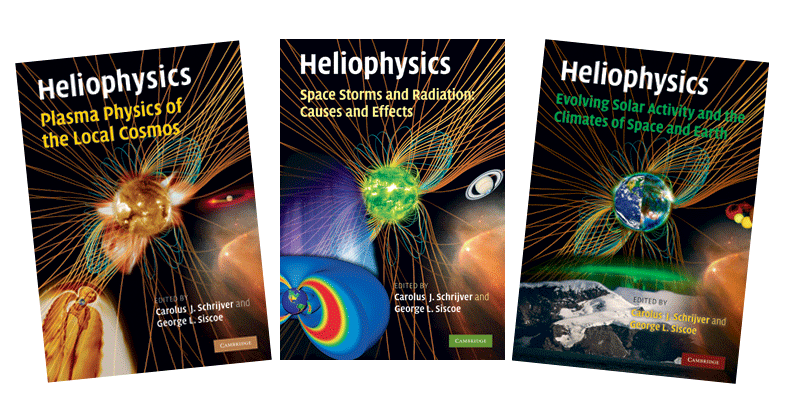 Heliophysics
Plasma Physics of
the Local Cosmos
EDITED BY
Carolus J. Schrijver and
George L. Siscoe
CAMBRIDGE
Heliophysics
Space Storms and Radiation:
Causes and Effects
EDITED BY
Carolus J. Schrijver and
George L. Siscoe
CAMBRIDGE
Heliophysics
Evolving Solar Activity and the
Climates of Space and Earth
EDITED BY
Carolus J. Schrijver and
George L. Siscoe
CAMBRIDGE